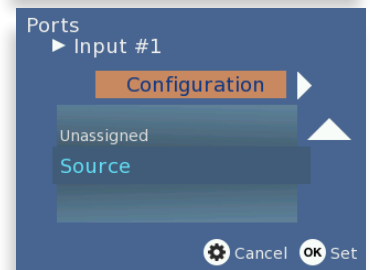 Ports
Input #1
Configuration
Unassigned
Source
Cancel OK Set